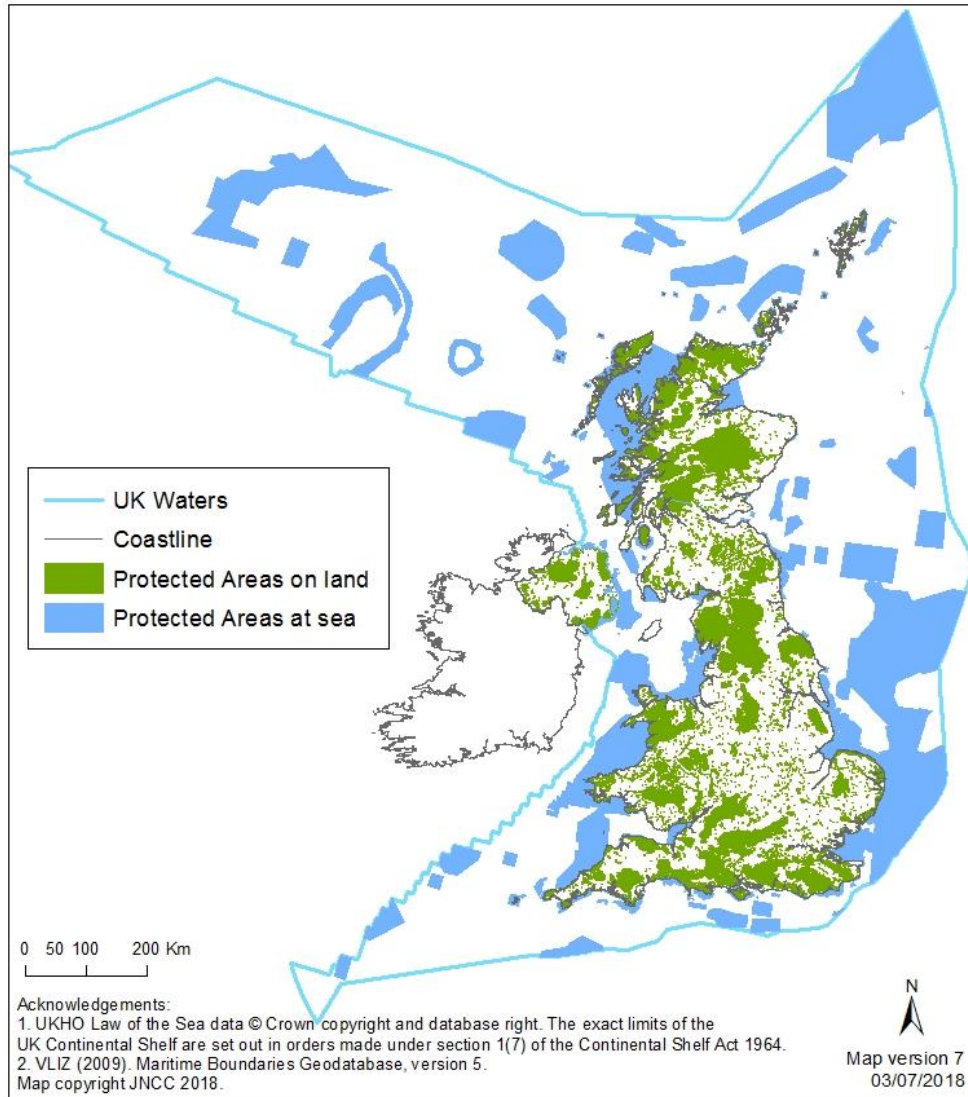 UK Waters
Coastline
Protected Areas on land
Protected Areas at sea
0 50 100 200 Km
Acknowledgements:
1. UKHO Law of the Sea data © Crown copyright and database right. The exact limits of the
UK Continental Shelf are set out in orders made under section 1(7) of the Continental Shelf Act 1964.
2. VLIZ (2009). Maritime Boundaries Geodatabase, version 5.
Map copyright JNCC 2018.
N
Map version 7
03/07/2018